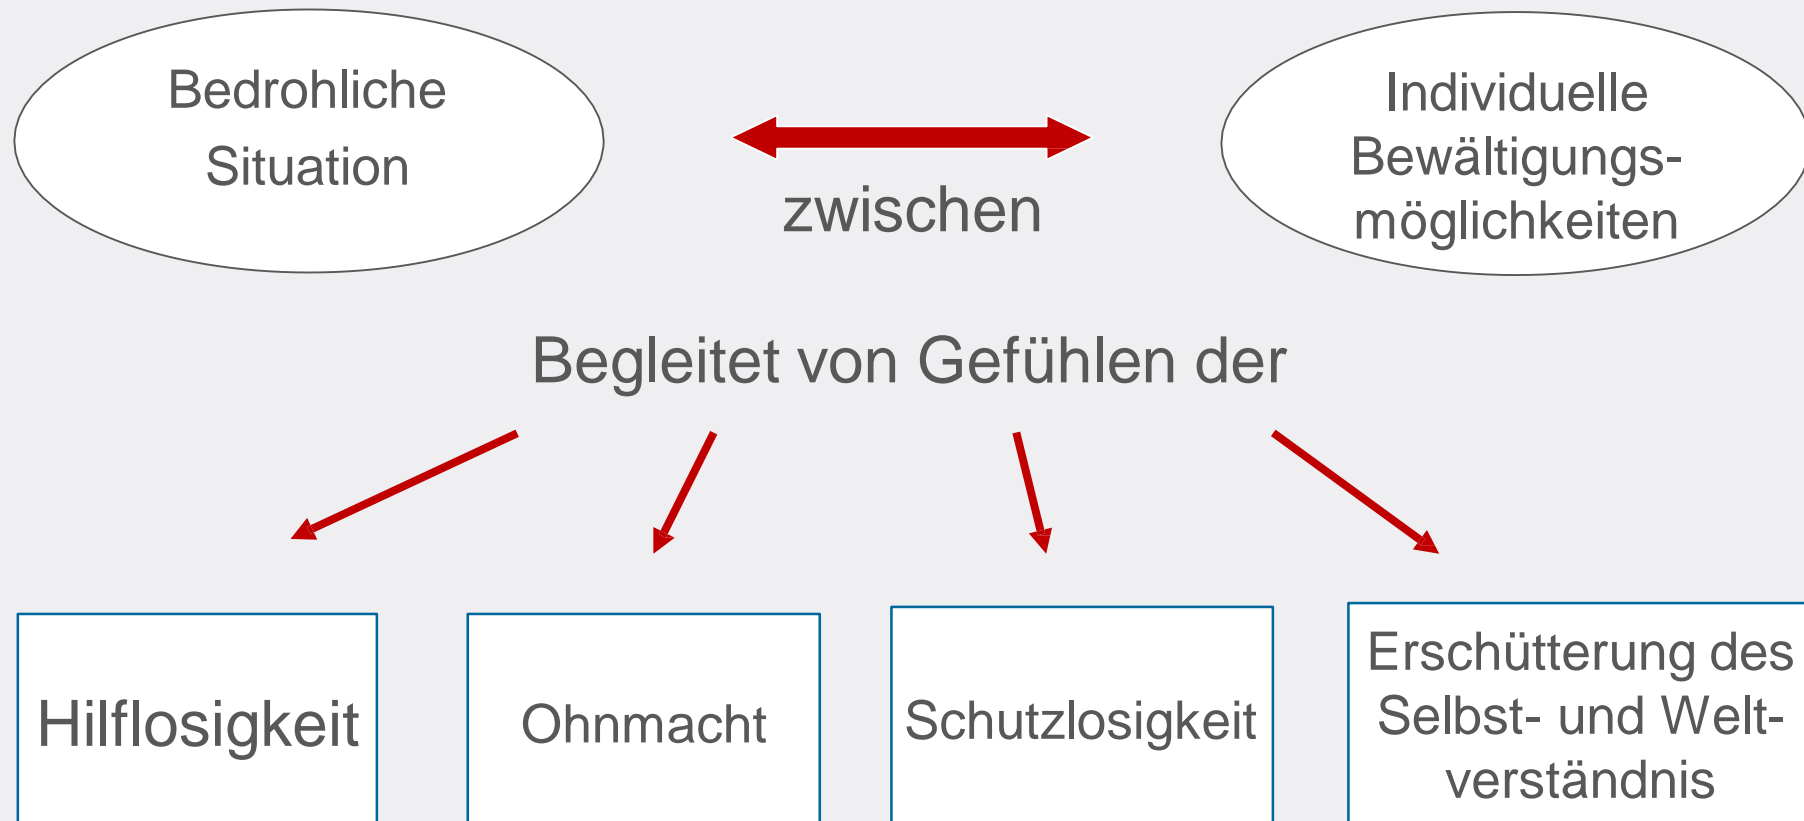 Bedrohliche
Situation
zwischen
Individuelle
Bewältigungs-
möglichkeiten
Begleitet von Gefühlen der
Hilflosigkeit
Ohnmacht
Schutzlosigkeit
Erschütterung des
Selbst- und Welt-
verständnis